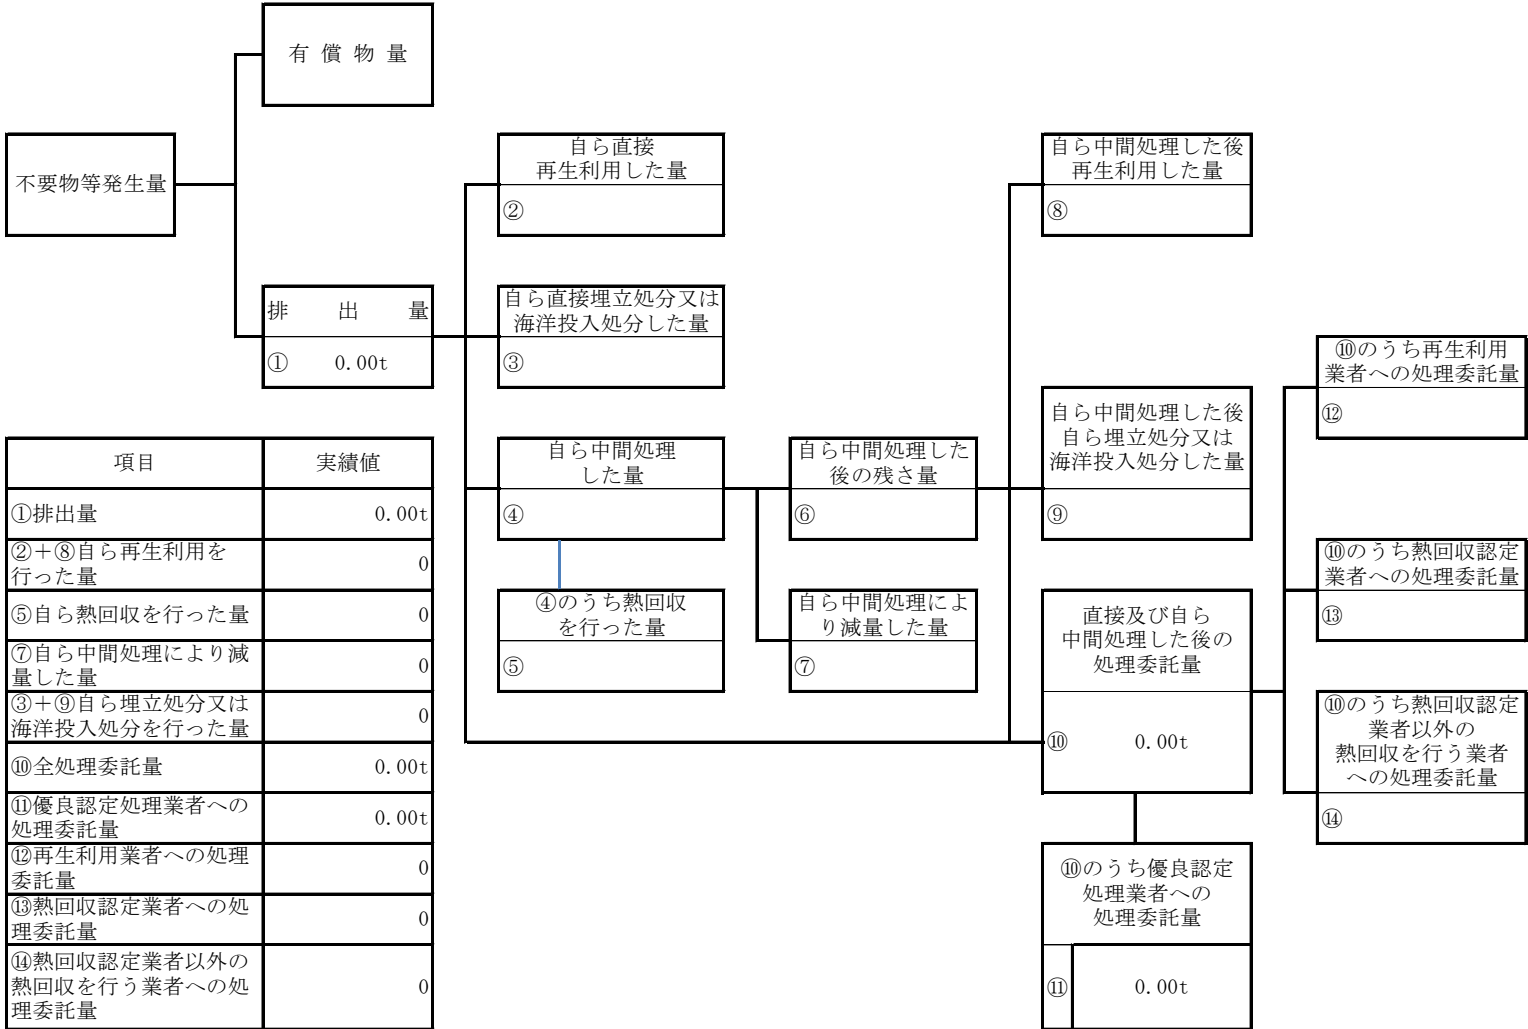 有償物量
不要物等発生量
自ら直接
再生利用した量
②
自ら中間処理した後
再生利用した量
⑧
排出量
① 0.00t
自ら直接埋立処分又は
海洋投入処分した量
③
⑩のうち再生利用
業者への処理委託量
⑫
自ら中間処理
した量
④
自ら中間処理した
後の残さ量
⑥
自ら中間処理した後
自ら埋立処分又は
海洋投入処分した量
⑨
④のうち熱回収
を行った量
⑤
自ら中間処理によ
り減量した量
⑦
直接及び自ら
中間処理した後の
処理委託量
⑩ 0.00t
⑩のうち熱回収認定
業者への処理委託量
⑬
⑩のうち熱回収認定
業者以外の
熱回収を行う業者
への処理委託量
⑭
⑩のうち優良認定
処理業者への
処理委託量
⑪ 0.00t
項目 実績値
①排出量 0.00t
②＋⑧自ら再生利用を
行った量 0
⑤自ら熱回収を行った量 0
⑦自ら中間処理により減
量した量 0
③＋⑨自ら埋立処分又は
海洋投入処分を行った量 0
⑩全処理委託量 0.00t
⑪優良認定処理業者への
処理委託量 0.00t
⑫再生利用業者への処理
委託量 0
⑬熱回収認定業者への処
理委託量 0
⑭熱回収認定業者以外の
熱回収を行う業者への処
理委託量 0